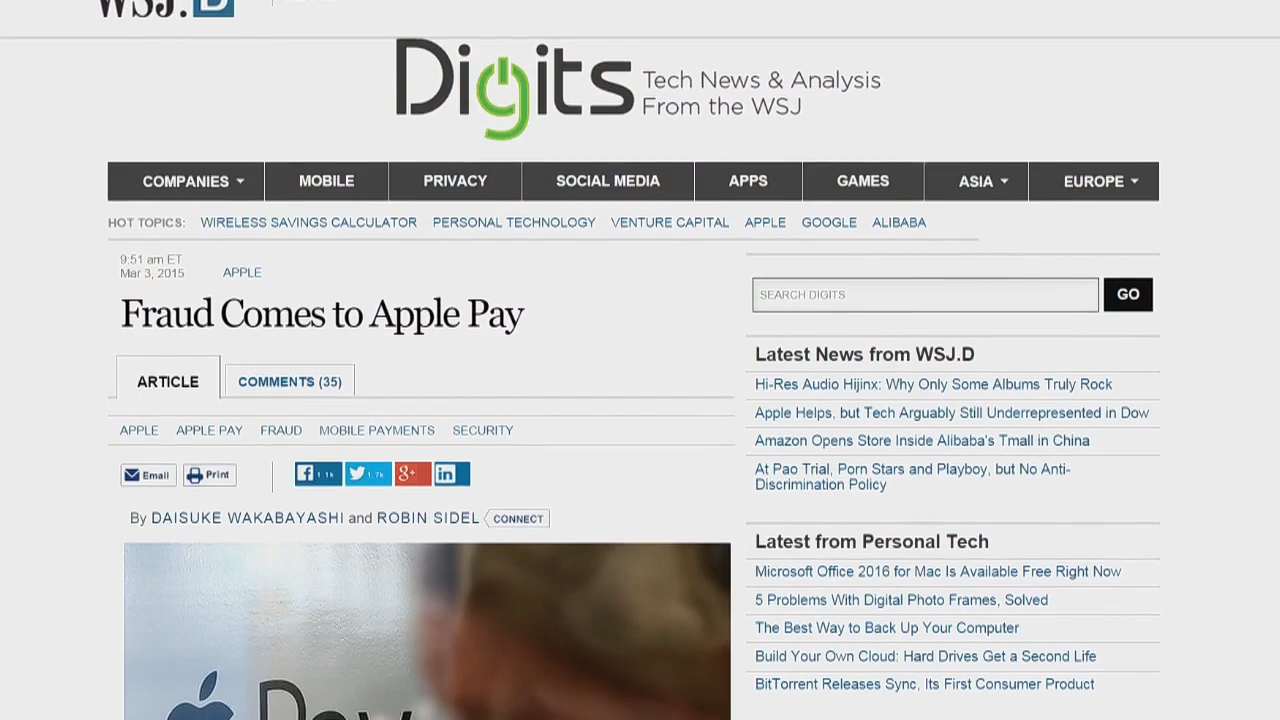 WSJ.D
Digits
Tech News & Analysis
From the WSJ
COMPANIES MOBILE PRIVACY SOCIAL MEDIA APPS GAMES ASIA EUROPE
HOT TOPICS: WIRELESS SAVINGS CALCULATOR PERSONAL TECHNOLOGY VENTURE CAPITAL APPLE GOOGLE ALIBABA
9:51 am ET
Mar 3, 2015 APPLE
Fraud Comes to Apple Pay
ARTICLE COMMENTS (35)
APPLE APPLE PAY FRAUD MOBILE PAYMENTS SECURITY
Email Print f 1.1k 1.7k 8+ in
By DAISUKE WAKABAYASHI and ROBIN SIDEL CONNECT
Pay
SEARCH DIGITS GO
Latest News from WSJ.D
Hi-Res Audio Hijinx: Why Only Some Albums Truly Rock
Apple Helps, but Tech Arguably Still Underrepresented in Dow
Amazon Opens Store Inside Alibaba's Tmall in China
At Pao Trial, Porn Stars and Playboy, but No Anti-
Discrimination Policy
Latest from Personal Tech
Microsoft Office 2016 for Mac Is Available Free Right Now
5 Problems With Digital Photo Frames, Solved
The Best Way to Back Up Your Computer
Build Your Own Cloud: Hard Drives Get a Second Life
BitTorrent Releases Sync, Its First Consumer Product